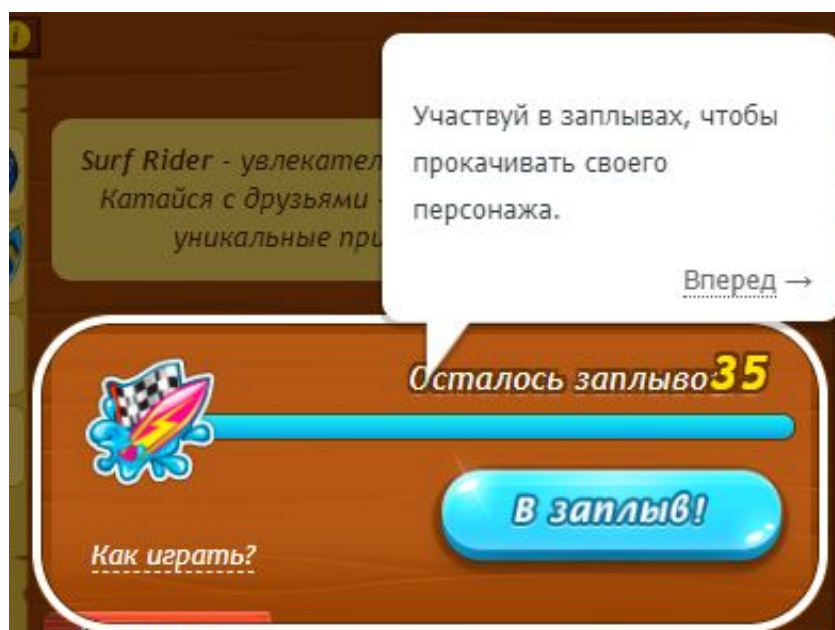 Участвуй в заплывах, чтобы
прокачивать своего
персонажа.
Вперед →
Surf Rider - увлекател
Катайся с друзьями -
уникальные при
Осталось заплыво 35
В заплыв!
Как играть?